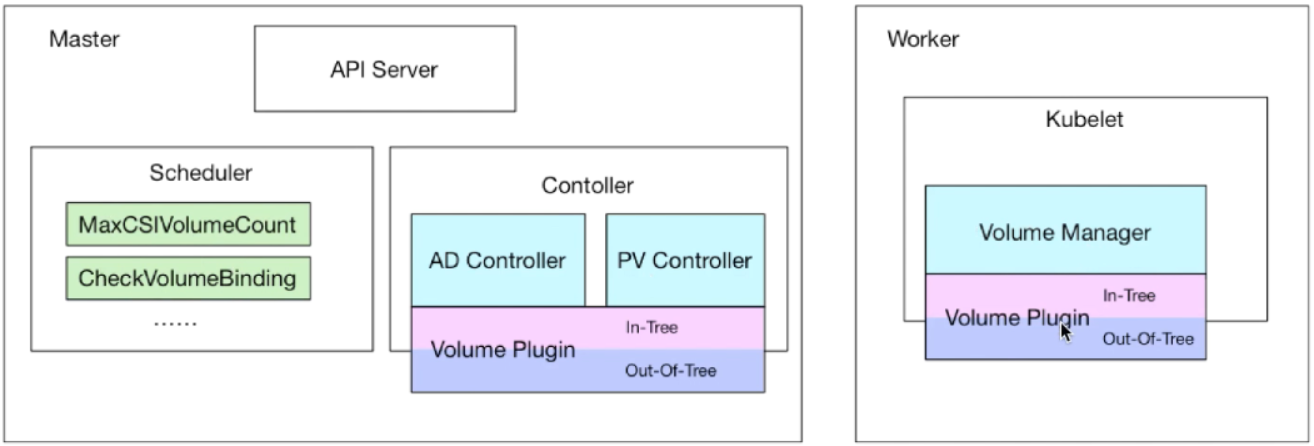 Master
API Server
Scheduler
MaxCSIVolumeCount
CheckVolumeBinding
......
Contoller
AD Controller
PV Controller
Volume Plugin
In-Tree
Out-Of-Tree
Worker
Kubelet
Volume Manager
Volume Plugin
In-Tree
Out-Of-Tree